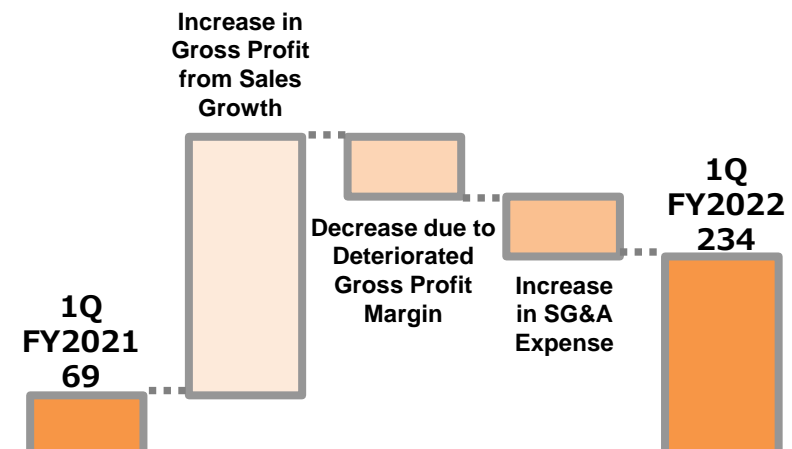 Increase in
Gross Profit
from Sales
Growth
1Q
FY2022
234
Decrease due to
Deteriorated
Gross Profit
Margin
Increase
in SG&A
Expense
1Q
FY2021
69